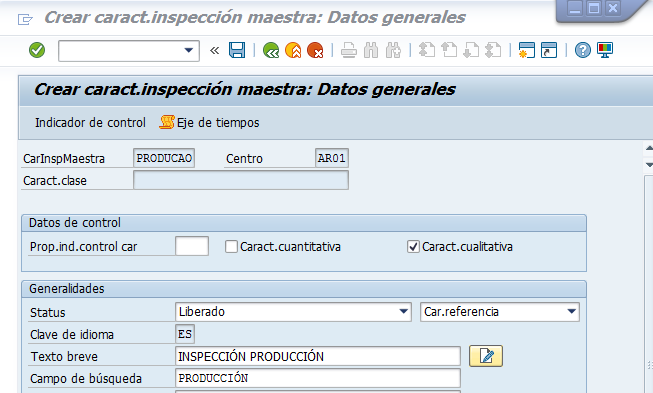 Crear caract.inspección maestra: Datos generales
Crear caract.inspección maestra: Datos generales
Indicador de control Eje de tiempos
CarInspMaestra PRODUCAO Centro AR01
Caract.clase
Datos de control
Prop.ind.control car Caract.cuantitativa Caract.cualitativa
Generalidades
Status Liberado Car.referencia
Clave de idioma ES
Texto breve INSPECCIÓN PRODUCCIÓN
Campo de búsqueda PRODUCCIÓN